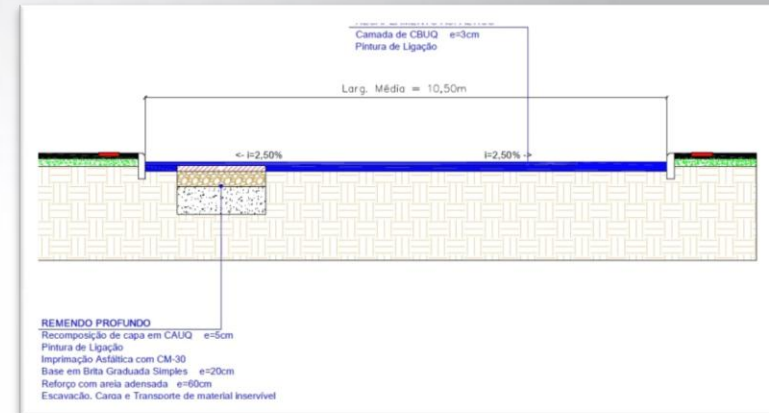 Camada de CBUQ e=3cm
Pintura de Ligação
Larg. Média = 10,50m
<- i=2,50%
i=2,50% ->
REMENDO PROFUNDO
Recomposição de capa em CAUQ e=5cm
Pintura de Ligação
Imprimação Asfáltica com CM-30
Base em Brita Graduada Simples e=20cm
Reforço com areia adensada e=60cm
Escavação, Carga e Transporte de material inservível